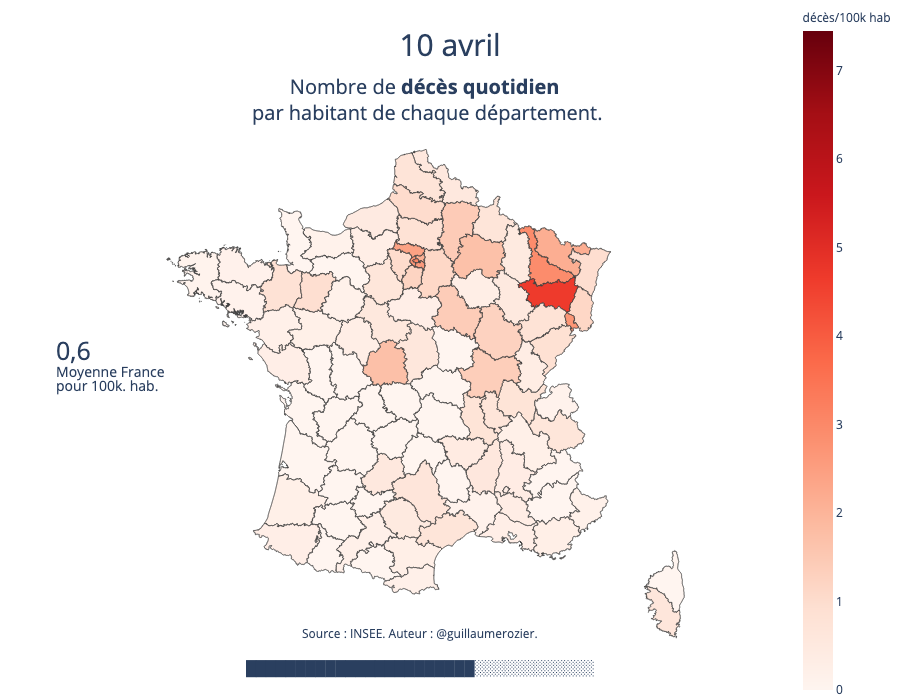 décès/100k hab
10 avril
Nombre de décès quotidien
par habitant de chaque département.
7
6
5
4
3
2
1
0
0,6
Moyenne France
pour 100k. hab.
Source : INSEE. Auteur : @guillaumerozier.